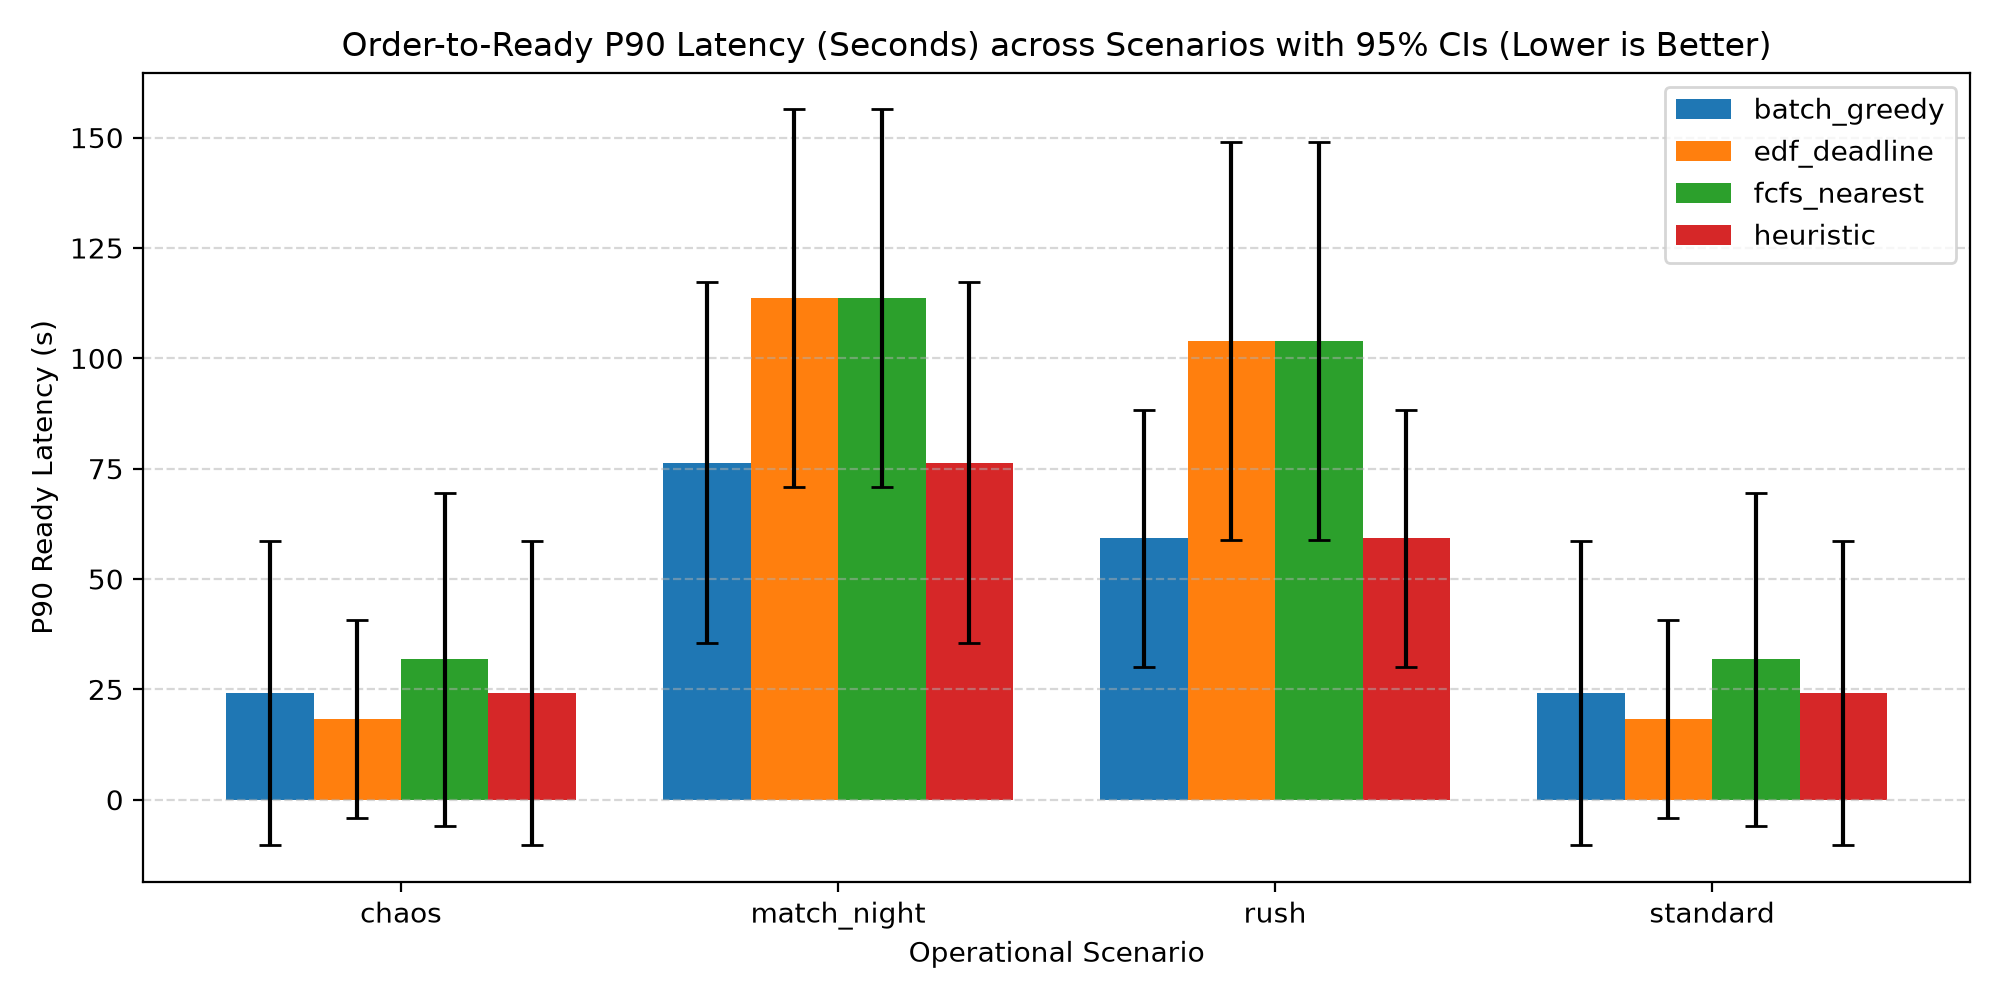 Order-to-Ready P90 Latency (Seconds) across Scenarios with 95% CIs (Lower is Better)
batch_greedy
edf_deadline
fcfs_nearest
heuristic
P90 Ready Latency (s)
150
125
100
75
50
25
0
chaos match_night rush standard
Operational Scenario